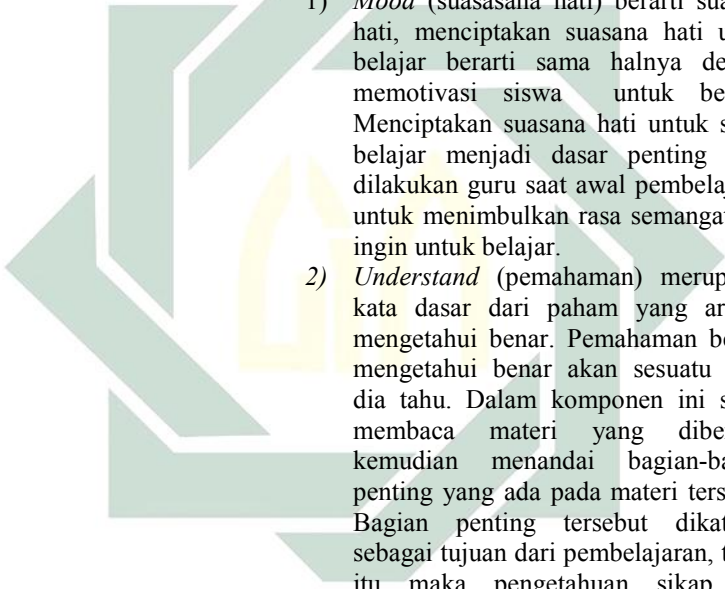 1) Mood (suasasana hati) berarti sua
hati, menciptakan suasana hati u
belajar berarti sama halnya de
memotivasi siswa untuk be
Menciptakan suasana hati untuk s
belajar menjadi dasar penting
dilakukan guru saat awal pembela
untuk menimbulkan rasa semangat
ingin untuk belajar.
2) Understand (pemahaman) merup
kata dasar dari paham yang ar
mengetahui benar. Pemahaman be
mengetahui benar akan sesuatu
dia tahu. Dalam komponen ini s
membaca materi yang dibe
kemudian menandai bagian-ba
penting yang ada pada materi ters
Bagian penting tersebut dikat
sebagai tujuan dari pembelajaran, t
itu maka pengetahuan sikap